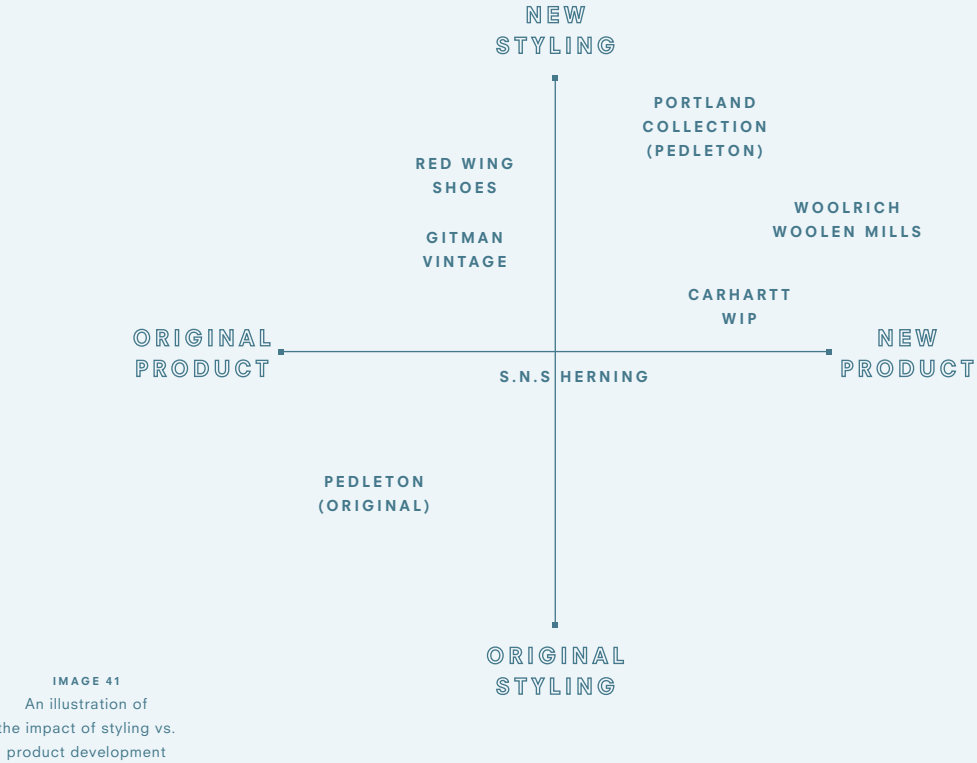 NEW
STYLING
PORTLAND
COLLECTION
(PEDLETON)
RED WING
SHOES
WOOLRICH
WOOLEN MILLS
GITMAN
VINTAGE
CARHARTT
WIP
ORIGINAL
PRODUCT
NEW
PRODUCT
S.N.S HERNING
PEDLETON
(ORIGINAL)
ORIGINAL
STYLING
IMAGE 41
An illustration of
the impact of styling vs.
product development